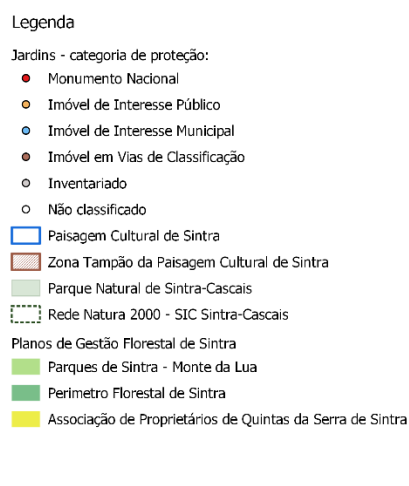 Legenda
Jardins - categoria de proteção:
Monumento Nacional
Imóvel de Interesse Público
Imóvel de Interesse Municipal
Imóvel em Vias de Classificação
Inventariado
Não classificado
Paisagem Cultural de Sintra
Zona Tampão da Paisagem Cultural de Sintra
Parque Natural de Sintra-Cascais
Rede Natura 2000 - SIC Sintra-Cascais
Planos de Gestão Florestal de Sintra
Parques de Sintra - Monte da Lua
Perimetro Florestal de Sintra
Associação de Proprietários de Quintas da Serra de Sintra